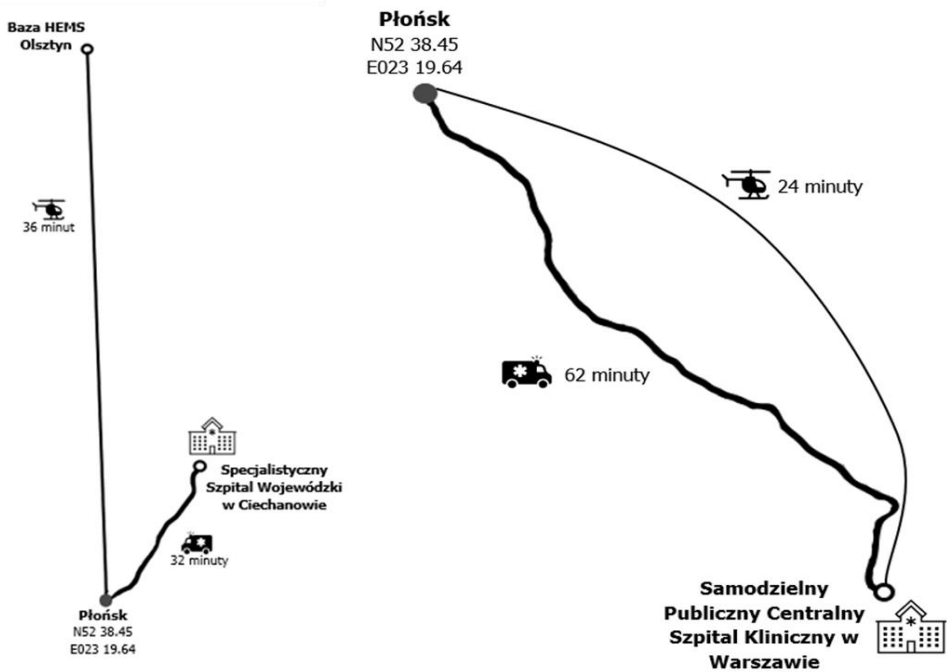 Baza HEMS
Olsztyn
36 minut
Specjalistyczny
Szpital Wojewódzki
w Ciechanowie
32 minuty
Płońsk
N52 38.45
E023 19.64
Płońsk
N52 38.45
E023 19.64
24 minuty
62 minuty
Samodzielny
Publiczny Centralny
Szpital Kliniczny w
Warszawie